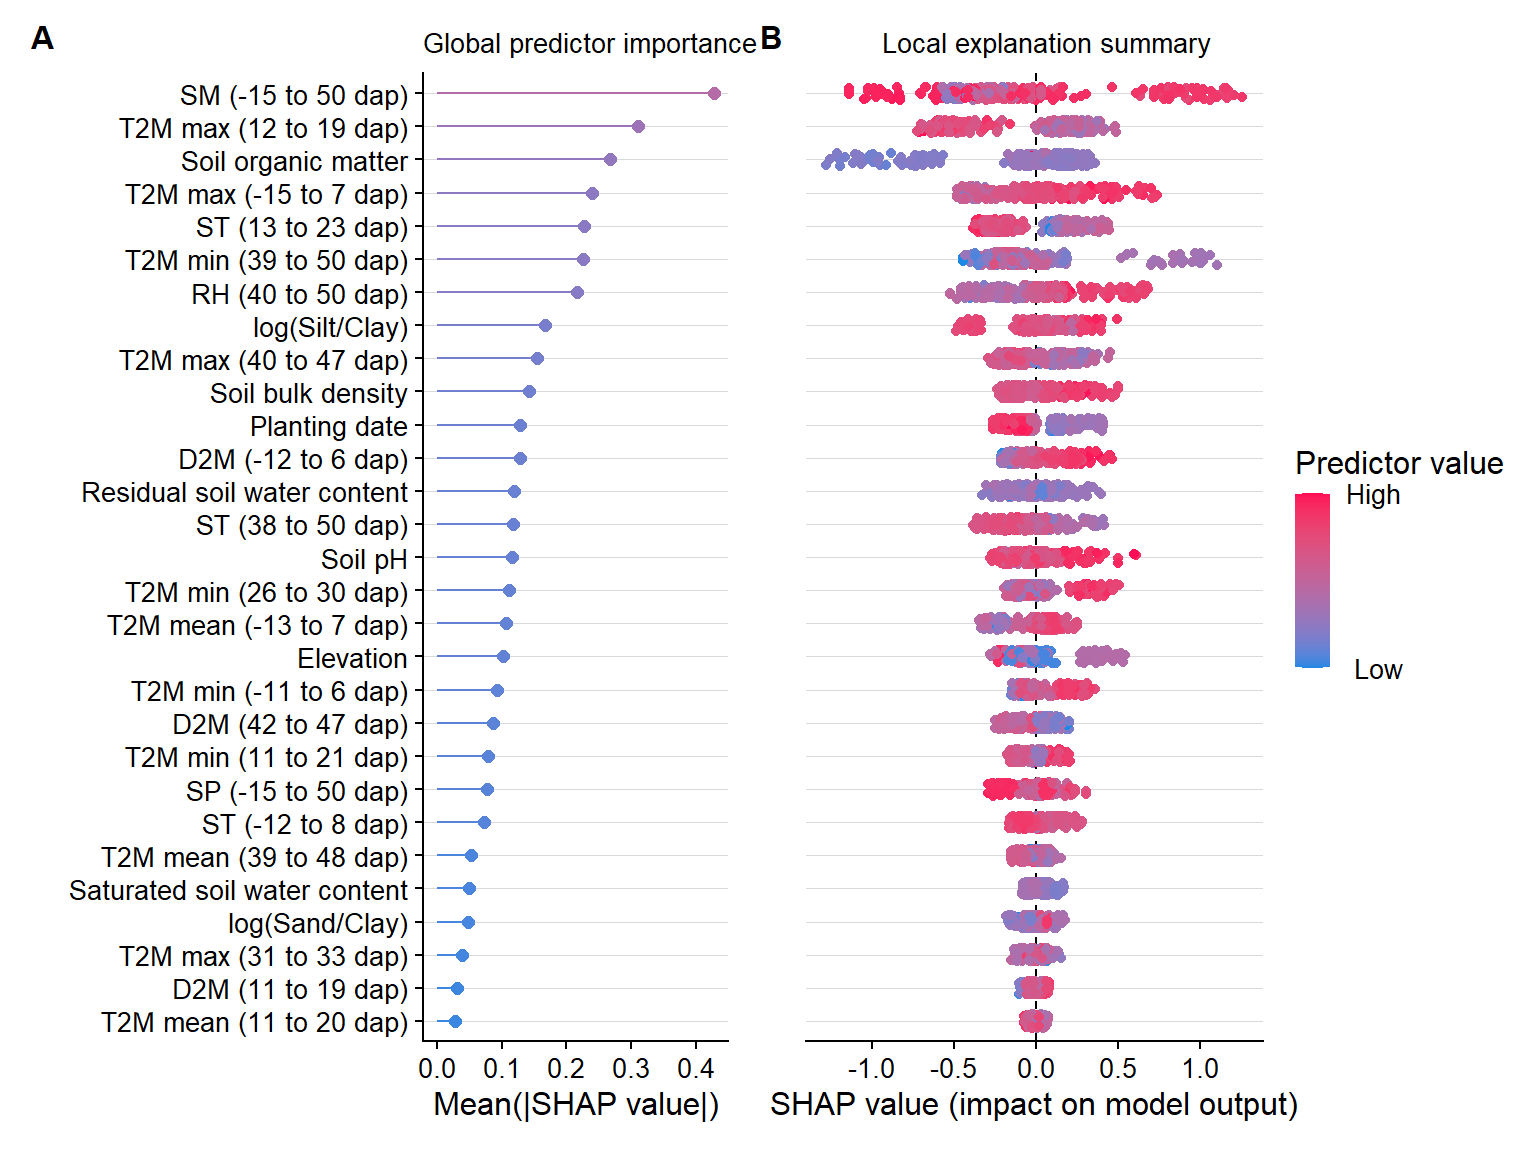 A
Global predictor importance
SM (-15 to 50 dap)
T2M max (12 to 19 dap)
Soil organic matter
T2M max (-15 to 7 dap)
ST (13 to 23 dap)
T2M min (39 to 50 dap)
RH (40 to 50 dap)
log(Silt/Clay)
T2M max (40 to 47 dap)
Soil bulk density
Planting date
D2M (-12 to 6 dap)
Residual soil water content
ST (38 to 50 dap)
Soil pH
T2M min (26 to 30 dap)
T2M mean (-13 to 7 dap)
Elevation
T2M min (-11 to 6 dap)
D2M (42 to 47 dap)
T2M min (11 to 21 dap)
SP (-15 to 50 dap)
ST (-12 to 8 dap)
T2M mean (39 to 48 dap)
Saturated soil water content
log(Sand/Clay)
T2M max (31 to 33 dap)
D2M (11 to 19 dap)
T2M mean (11 to 20 dap)
0.0 0.1 0.2 0.3 0.4
Mean(|SHAP value|)
B
Local explanation summary
-1.0 -0.5 0.0 0.5 1.0
SHAP value (impact on model output)
Predictor value
High
Low